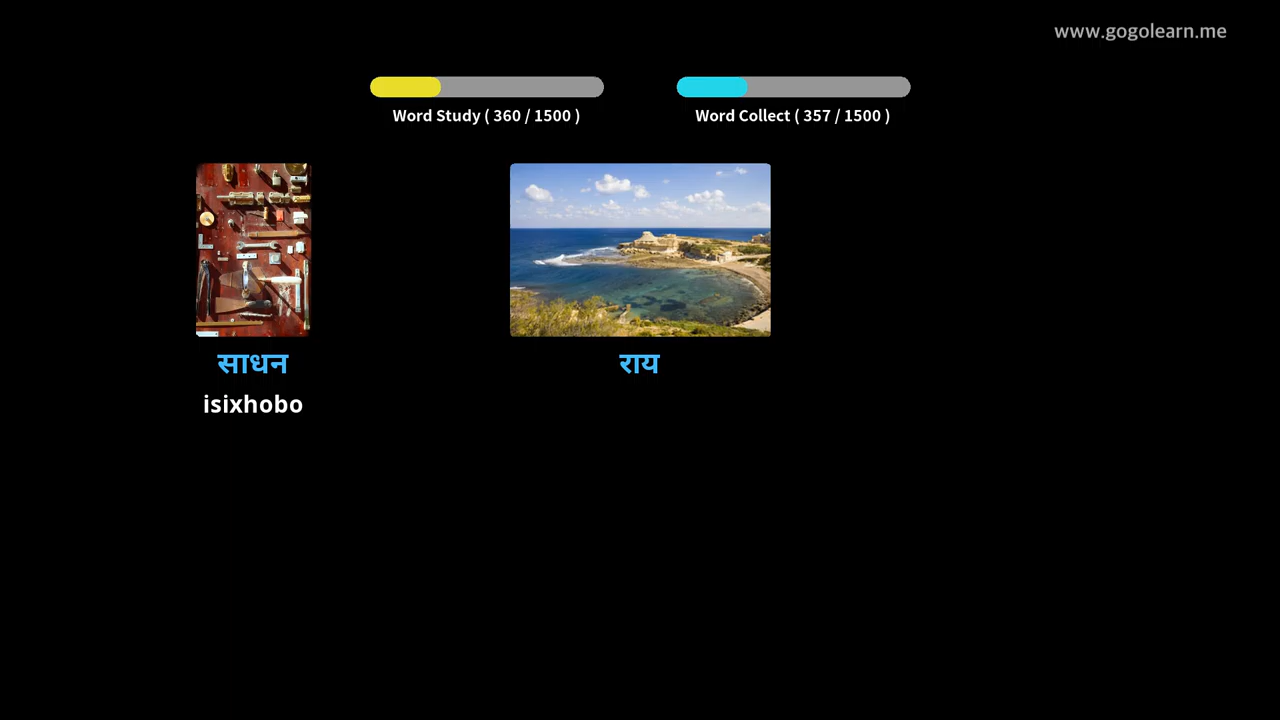 www.gogolearn.me
Word Study ( 360 / 1500 )
Word Collect ( 357 / 1500 )
साधन
राय
isixhobo